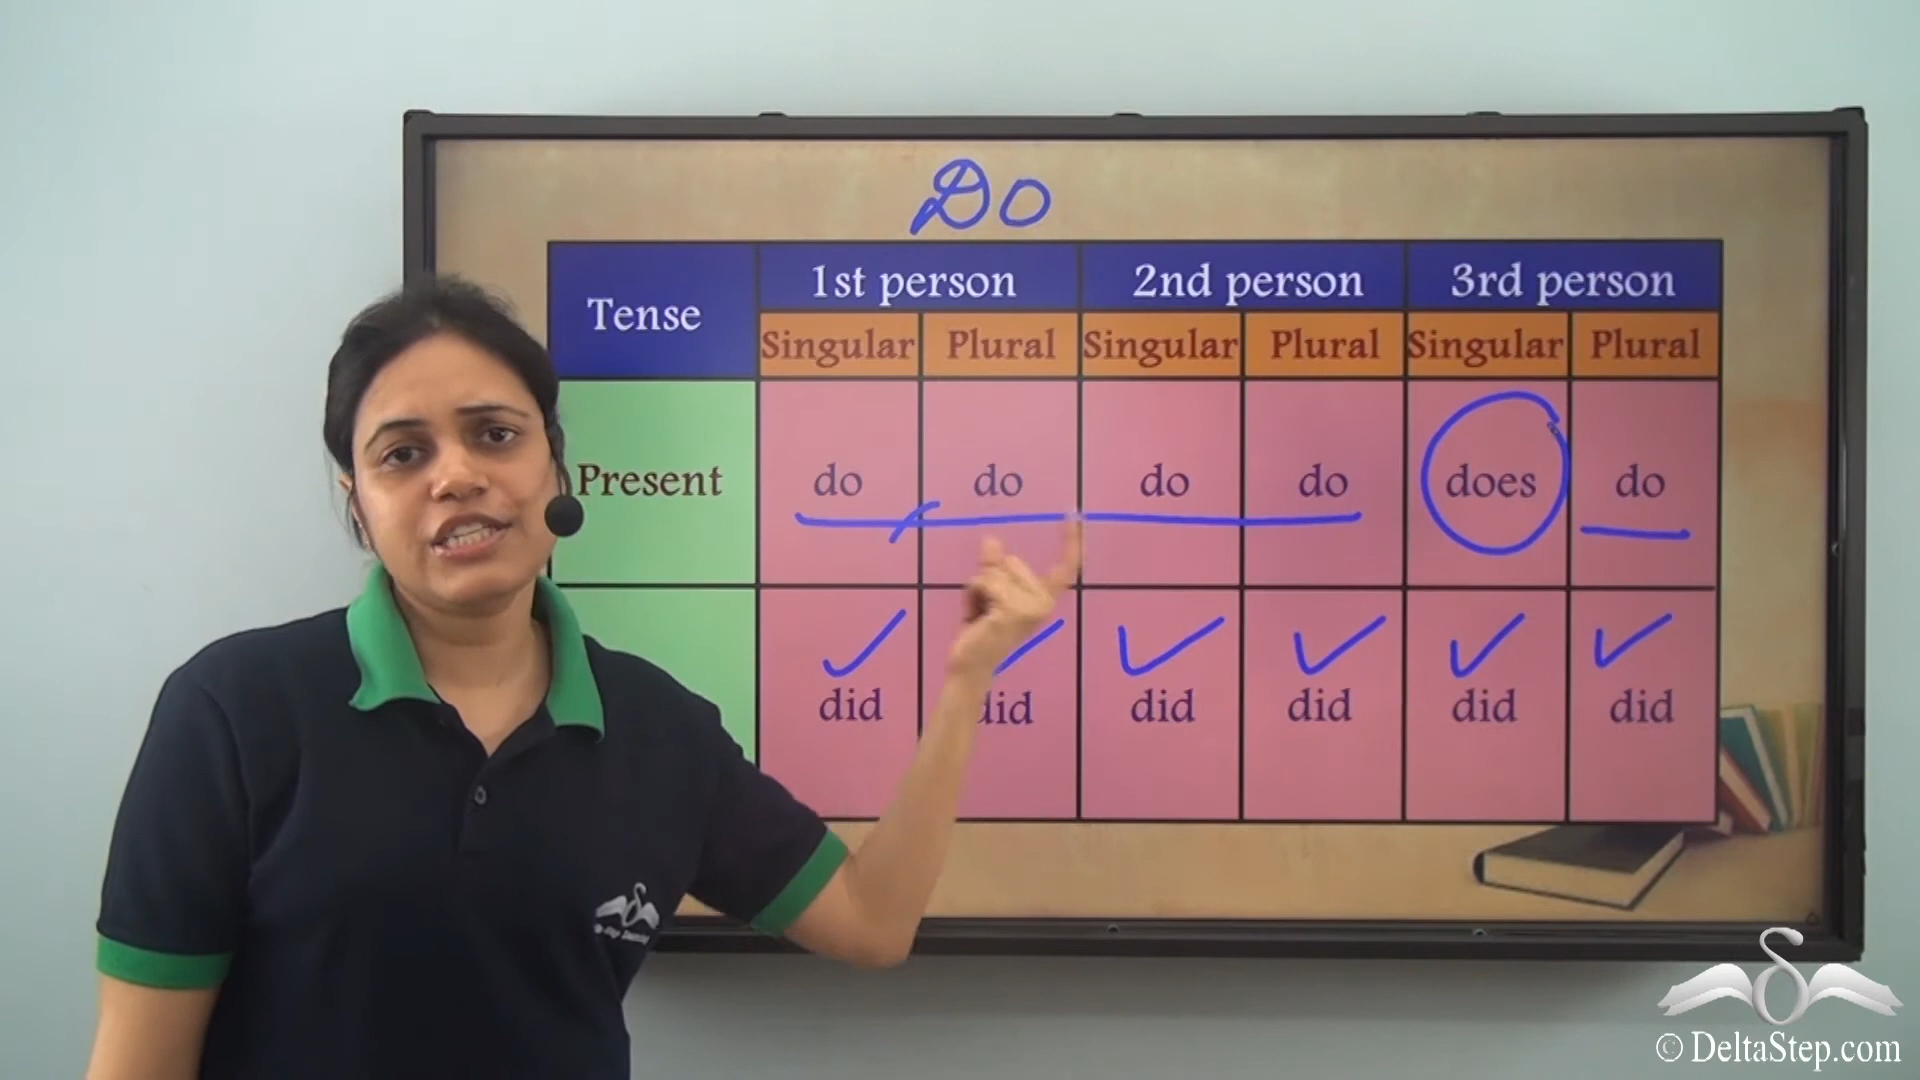 DO
Tense 1st person 2nd person 3rd person
Singular Plural Singular Plural Singular Plural
Present do do do do does do
did did did did did did
© DeltaStep.com